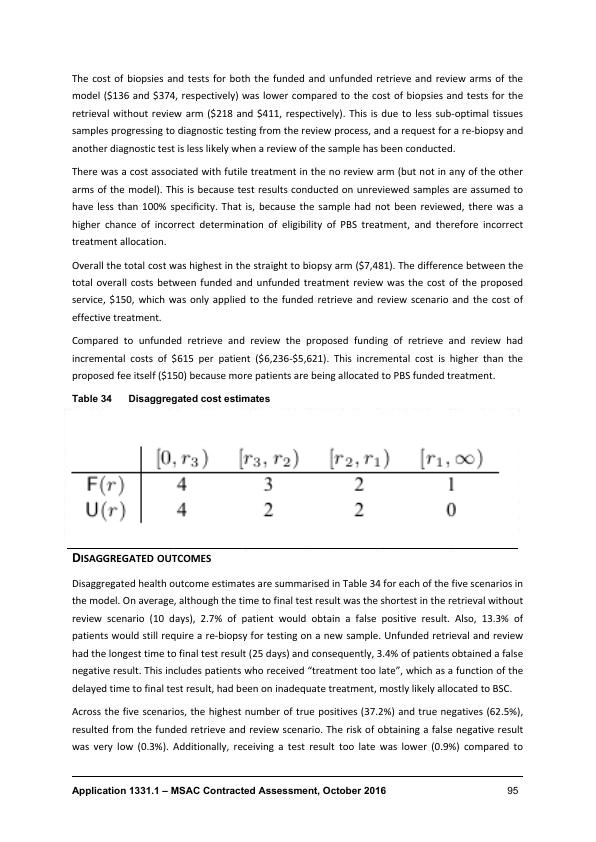 The cost of biopsies and tests for both the funded and unfunded retrieve and review arms of the
model ($136 and $374, respectively) was lower compared to the cost of biopsies and tests for the
retrieval without review arm ($218 and $411, respectively). This is due to less sub-optimal tissues
samples progressing to diagnostic testing from the review process, and a request for a re-biopsy and
another diagnostic test is less likely when a review of the sample has been conducted.
There was a cost associated with futile treatment in the no review arm (but not in any of the other
arms of the model). This is because test results conducted on unreviewed samples are assumed to
have less than 100% specificity. That is, because the sample had not been reviewed, there was a
higher chance of incorrect determination of eligibility of PBS treatment, and therefore incorrect
treatment allocation.
Overall the total cost was highest in the straight to biopsy arm ($7,481). The difference between the
total overall costs between funded and unfunded treatment review was the cost of the proposed
service, $150, which was only applied to the funded retrieve and review scenario and the cost of
effective treatment.
Compared to unfunded retrieve and review the proposed funding of retrieve and review had
incremental costs of $615 per patient ($6,236-$5,621). This incremental cost is higher than the
proposed fee itself ($150) because more patients are being allocated to PBS funded treatment.
Table 34 Disaggregated cost estimates
[0, r3) [r3, r2) [r2, r1) [r1, ∞)
F(r) 4 3 2 1
U(r) 4 2 2 0
DISAGGREGATED OUTCOMES
Disaggregated health outcome estimates are summarised in Table 34 for each of the five scenarios in
the model. On average, although the time to final test result was the shortest in the retrieval without
review scenario (10 days), 2.7% of patient would obtain a false positive result. Also, 13.3% of
patients would still require a re-biopsy for testing on a new sample. Unfunded retrieval and review
had the longest time to final test result (25 days) and consequently, 3.4% of patients obtained a false
negative result. This includes patients who received “treatment too late”, which as a function of the
delayed time to final test result, had been on inadequate treatment, mostly likely allocated to BSC.
Across the five scenarios, the highest number of true positives (37.2%) and true negatives (62.5%),
resulted from the funded retrieve and review scenario. The risk of obtaining a false negative result
was very low (0.3%). Additionally, receiving a test result too late was lower (0.9%) compared to
Application 1331.1 – MSAC Contracted Assessment, October 2016 95